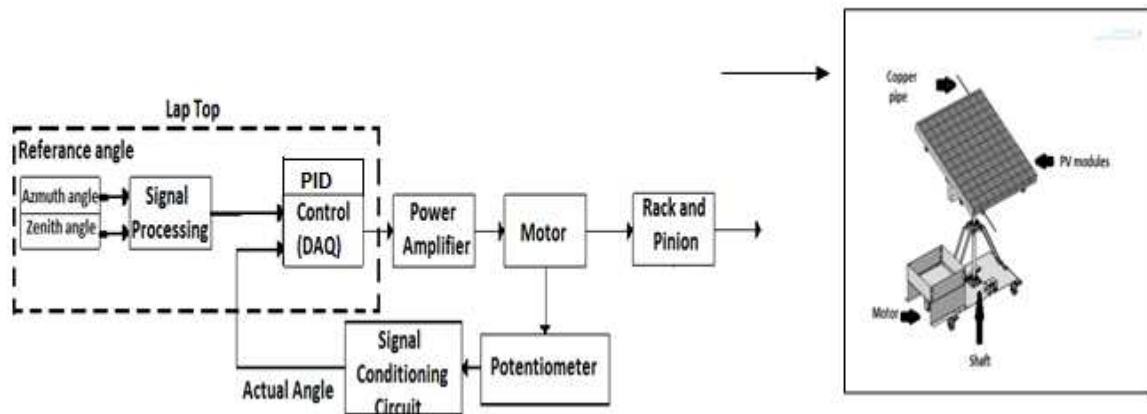 Lap Top
Referance angle
Azmuth angle
Zenith angle
Signal
Processing
PID
Control
(DAQ)
Power
Amplifier
Motor
Rack and
Pinion
Potentiometer
Signal
Conditioning
Circuit
Actual Angle
Copper
pipe
PV modules
Motor
Shaft